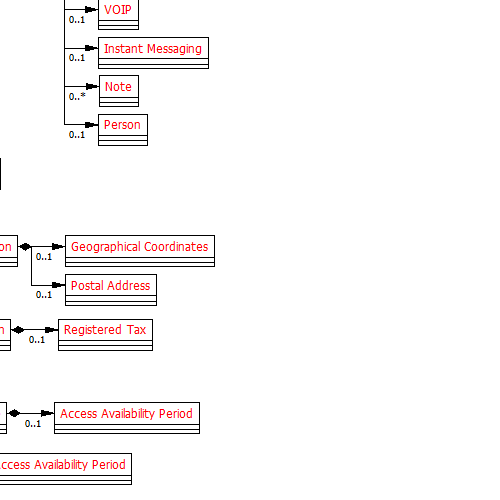 VOIP
0..1
Instant Messaging
0..1
Note
0..*
Person
0..1
on
Geographical Coordinates
0..1
Postal Address
0..1
Registered Tax
0..1
Access Availability Period
0..1
ccess Availability Period